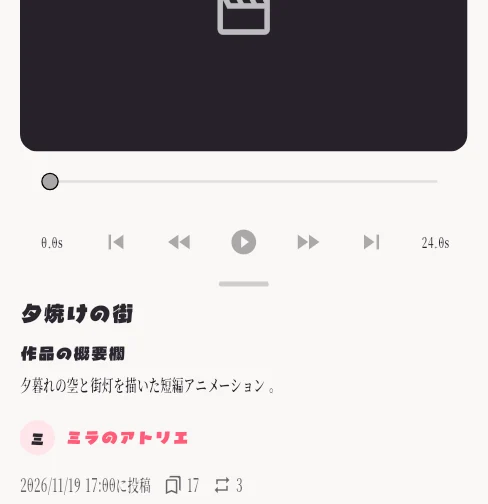 0.0s 24.0s
夕焼けの街
作品の概要欄
夕暮れの空と街灯を描いた短編アニメーション。
ミ ミラのアトリエ
2026/11/19 17:00に投稿 17 3